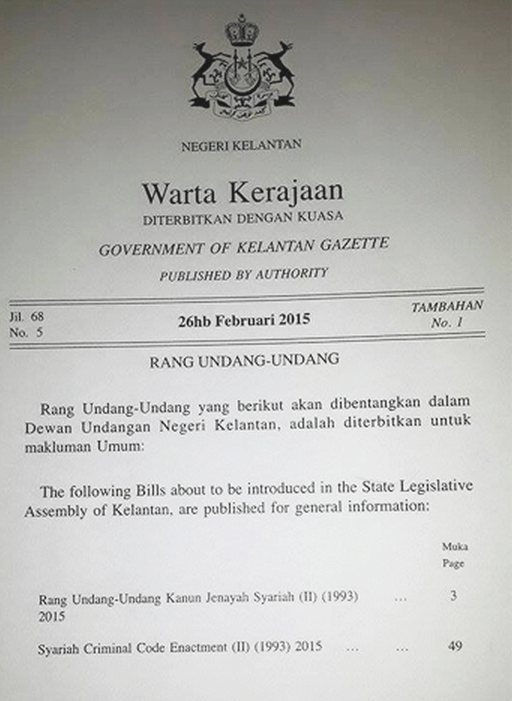 NEGERI KELANTAN
Warta Kerajaan
DITERBITKAN DENGAN KUASA
GOVERNMENT OF KELANTAN GAZETTE
PUBLISHED BY AUTHORITY
Jil. 68
No. 5
26hb Februari 2015
TAMBAHAN
No. 1
RANG UNDANG-UNDANG
Rang Undang-Undang yang berikut akan dibentangkan dalam
Dewan Undangan Negeri Kelantan, adalah diterbitkan untuk
makluman Umum:
The following Bills about to be introduced in the State Legislative
Assembly of Kelantan, are published for general information:
Muka
Page
Rang Undang-Undang Kanun Jenayah Syariah (II) (1993) ... 3
2015
Syariah Criminal Code Enactment (II) (1993) 2015 ... ... 49